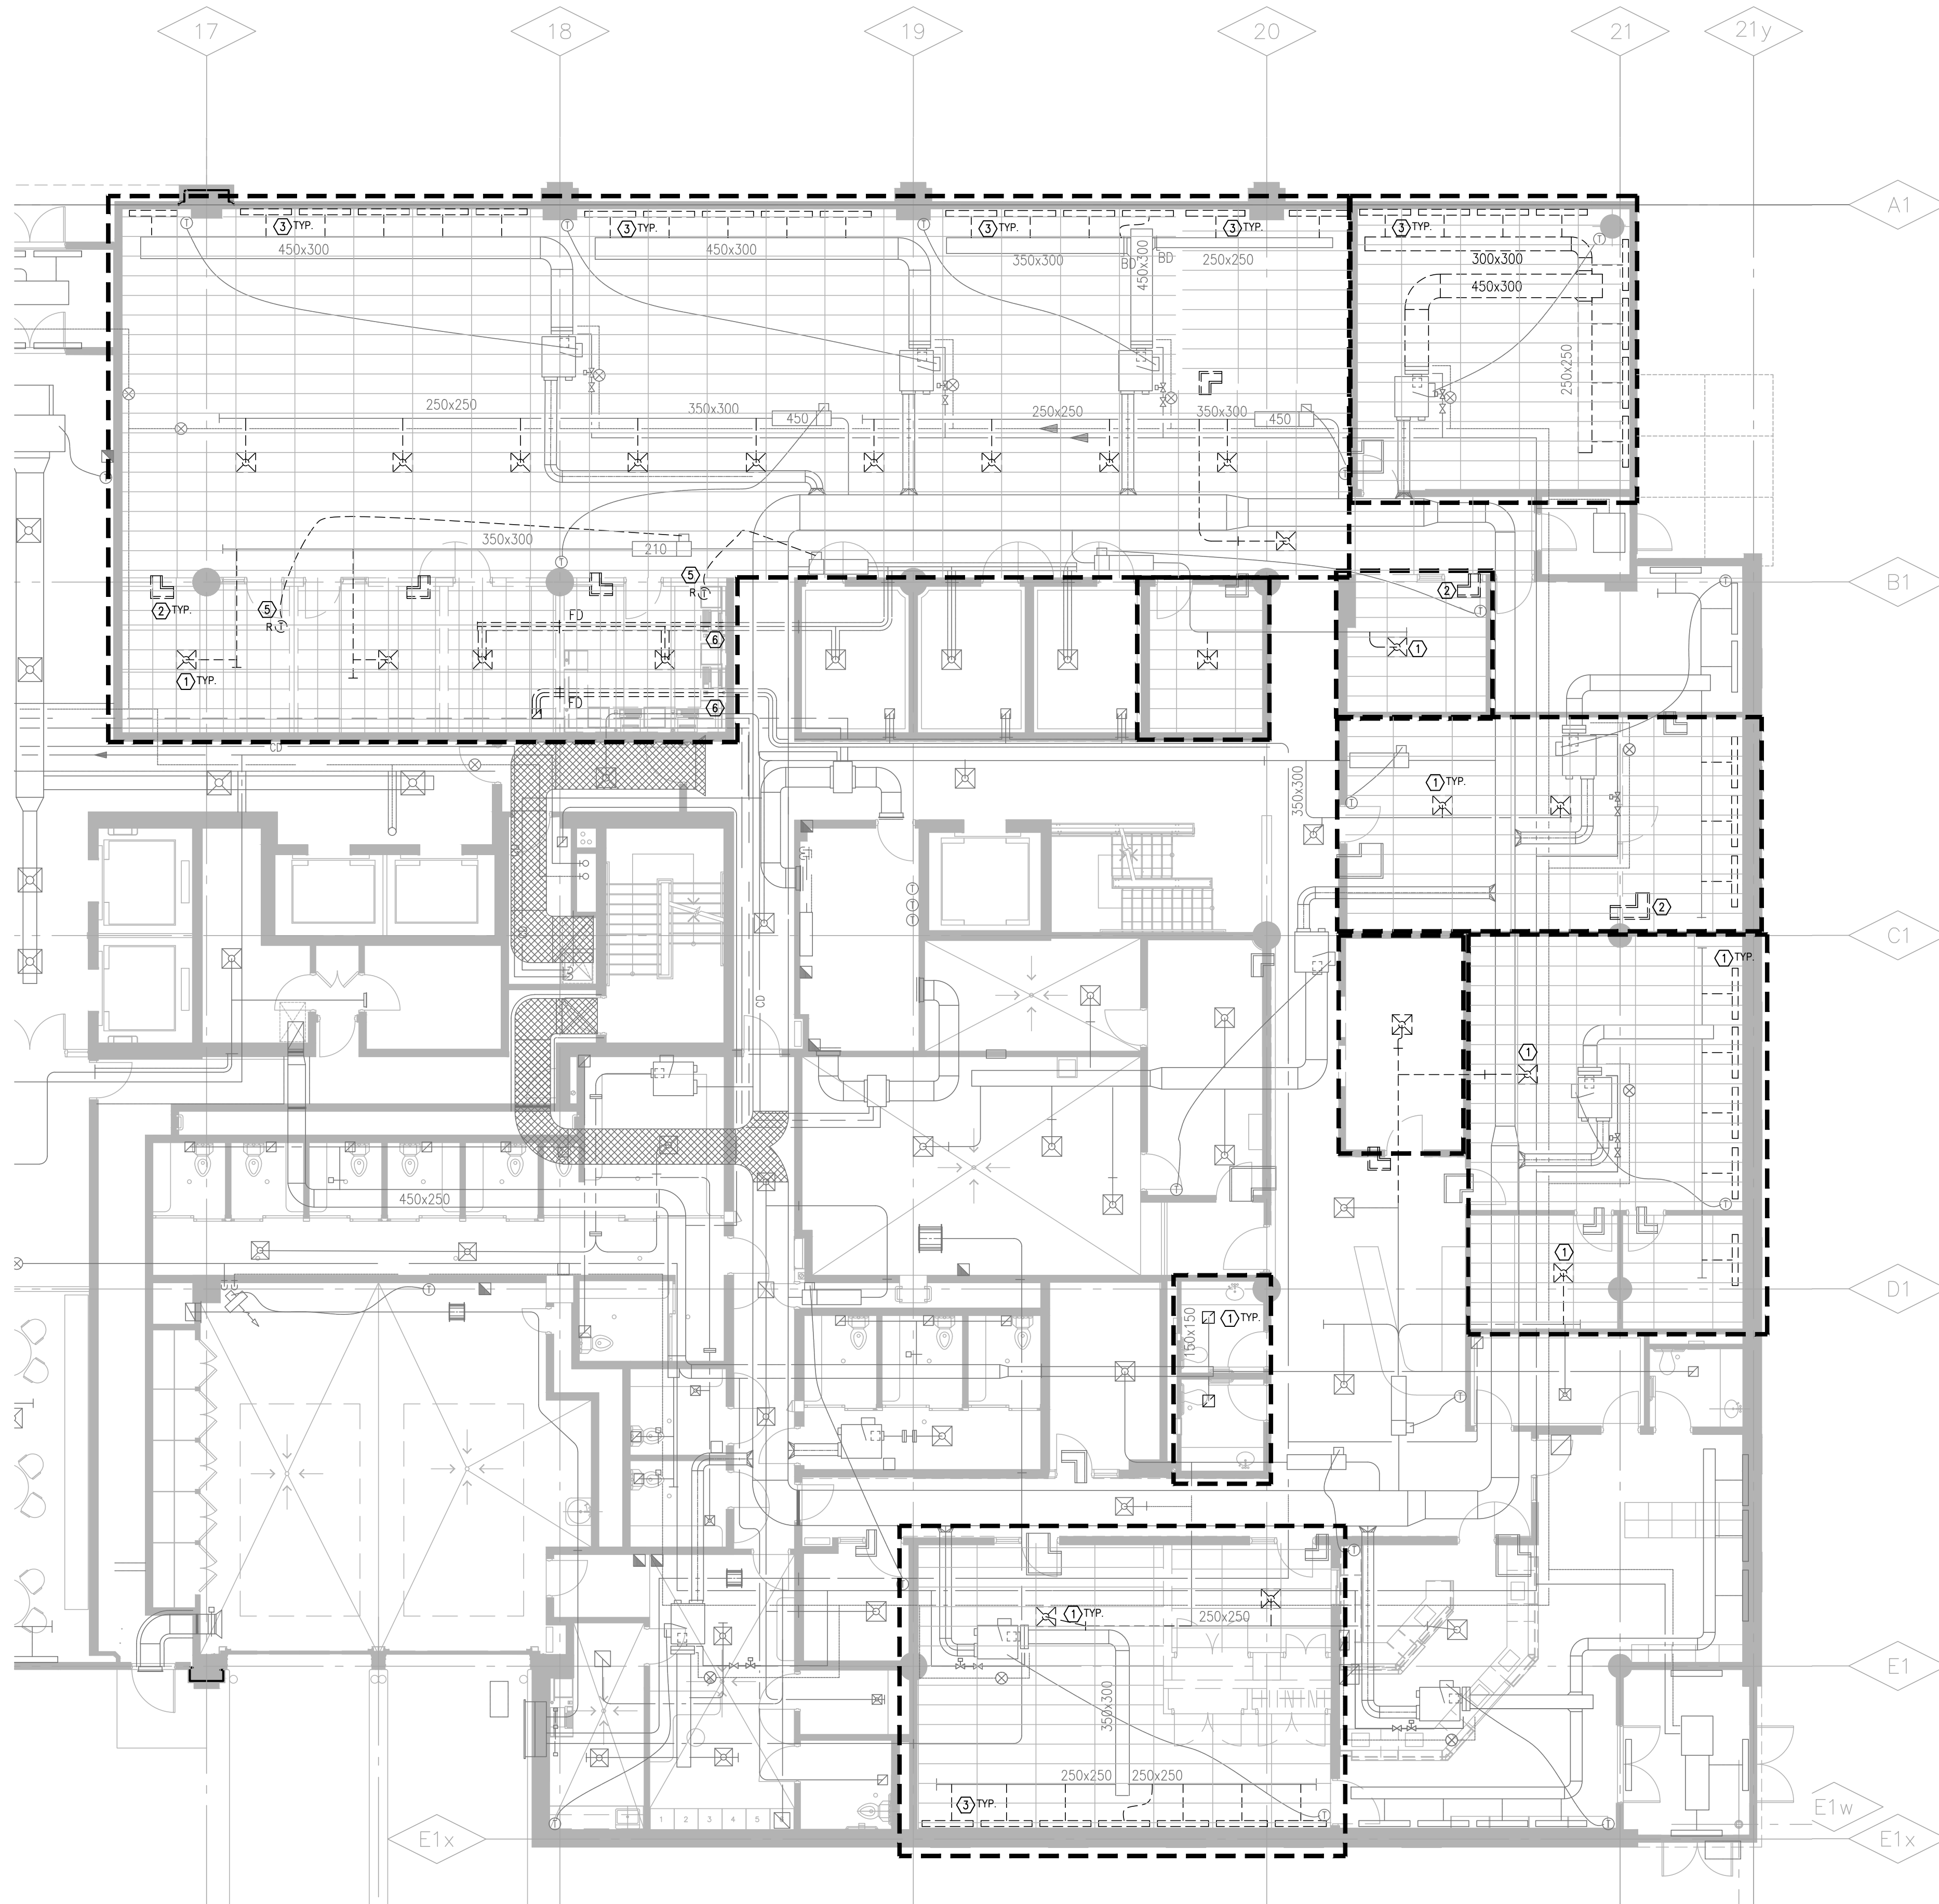 17
18
19
20
21
21y
A1
3 TYP.
3 TYP.
3 TYP.
3 TYP.
3 TYP.
T
T
T
T
450x300
450x300
350x300
BD
BD
450x300
250x250
300x300
450x300
250x250
250x250
350x300
450
250x250
350x300
450
T
T
350x300
210
T
5
5
R T
R T
2 TYP.
FD
6
1 TYP.
FD
6
2
T
1
T
B1
CD
350x300
1 TYP.
T
2
T
T
T
C1
1 TYP.
CD
1
T
T
450x250
1
T
D1
150x150
1 TYP.
T
T
T
1 TYP.
250x250
E1
350x300
250x250
250x250
3 TYP.
T
T
T
1
2
3
4
5
E1x
E1w
E1x